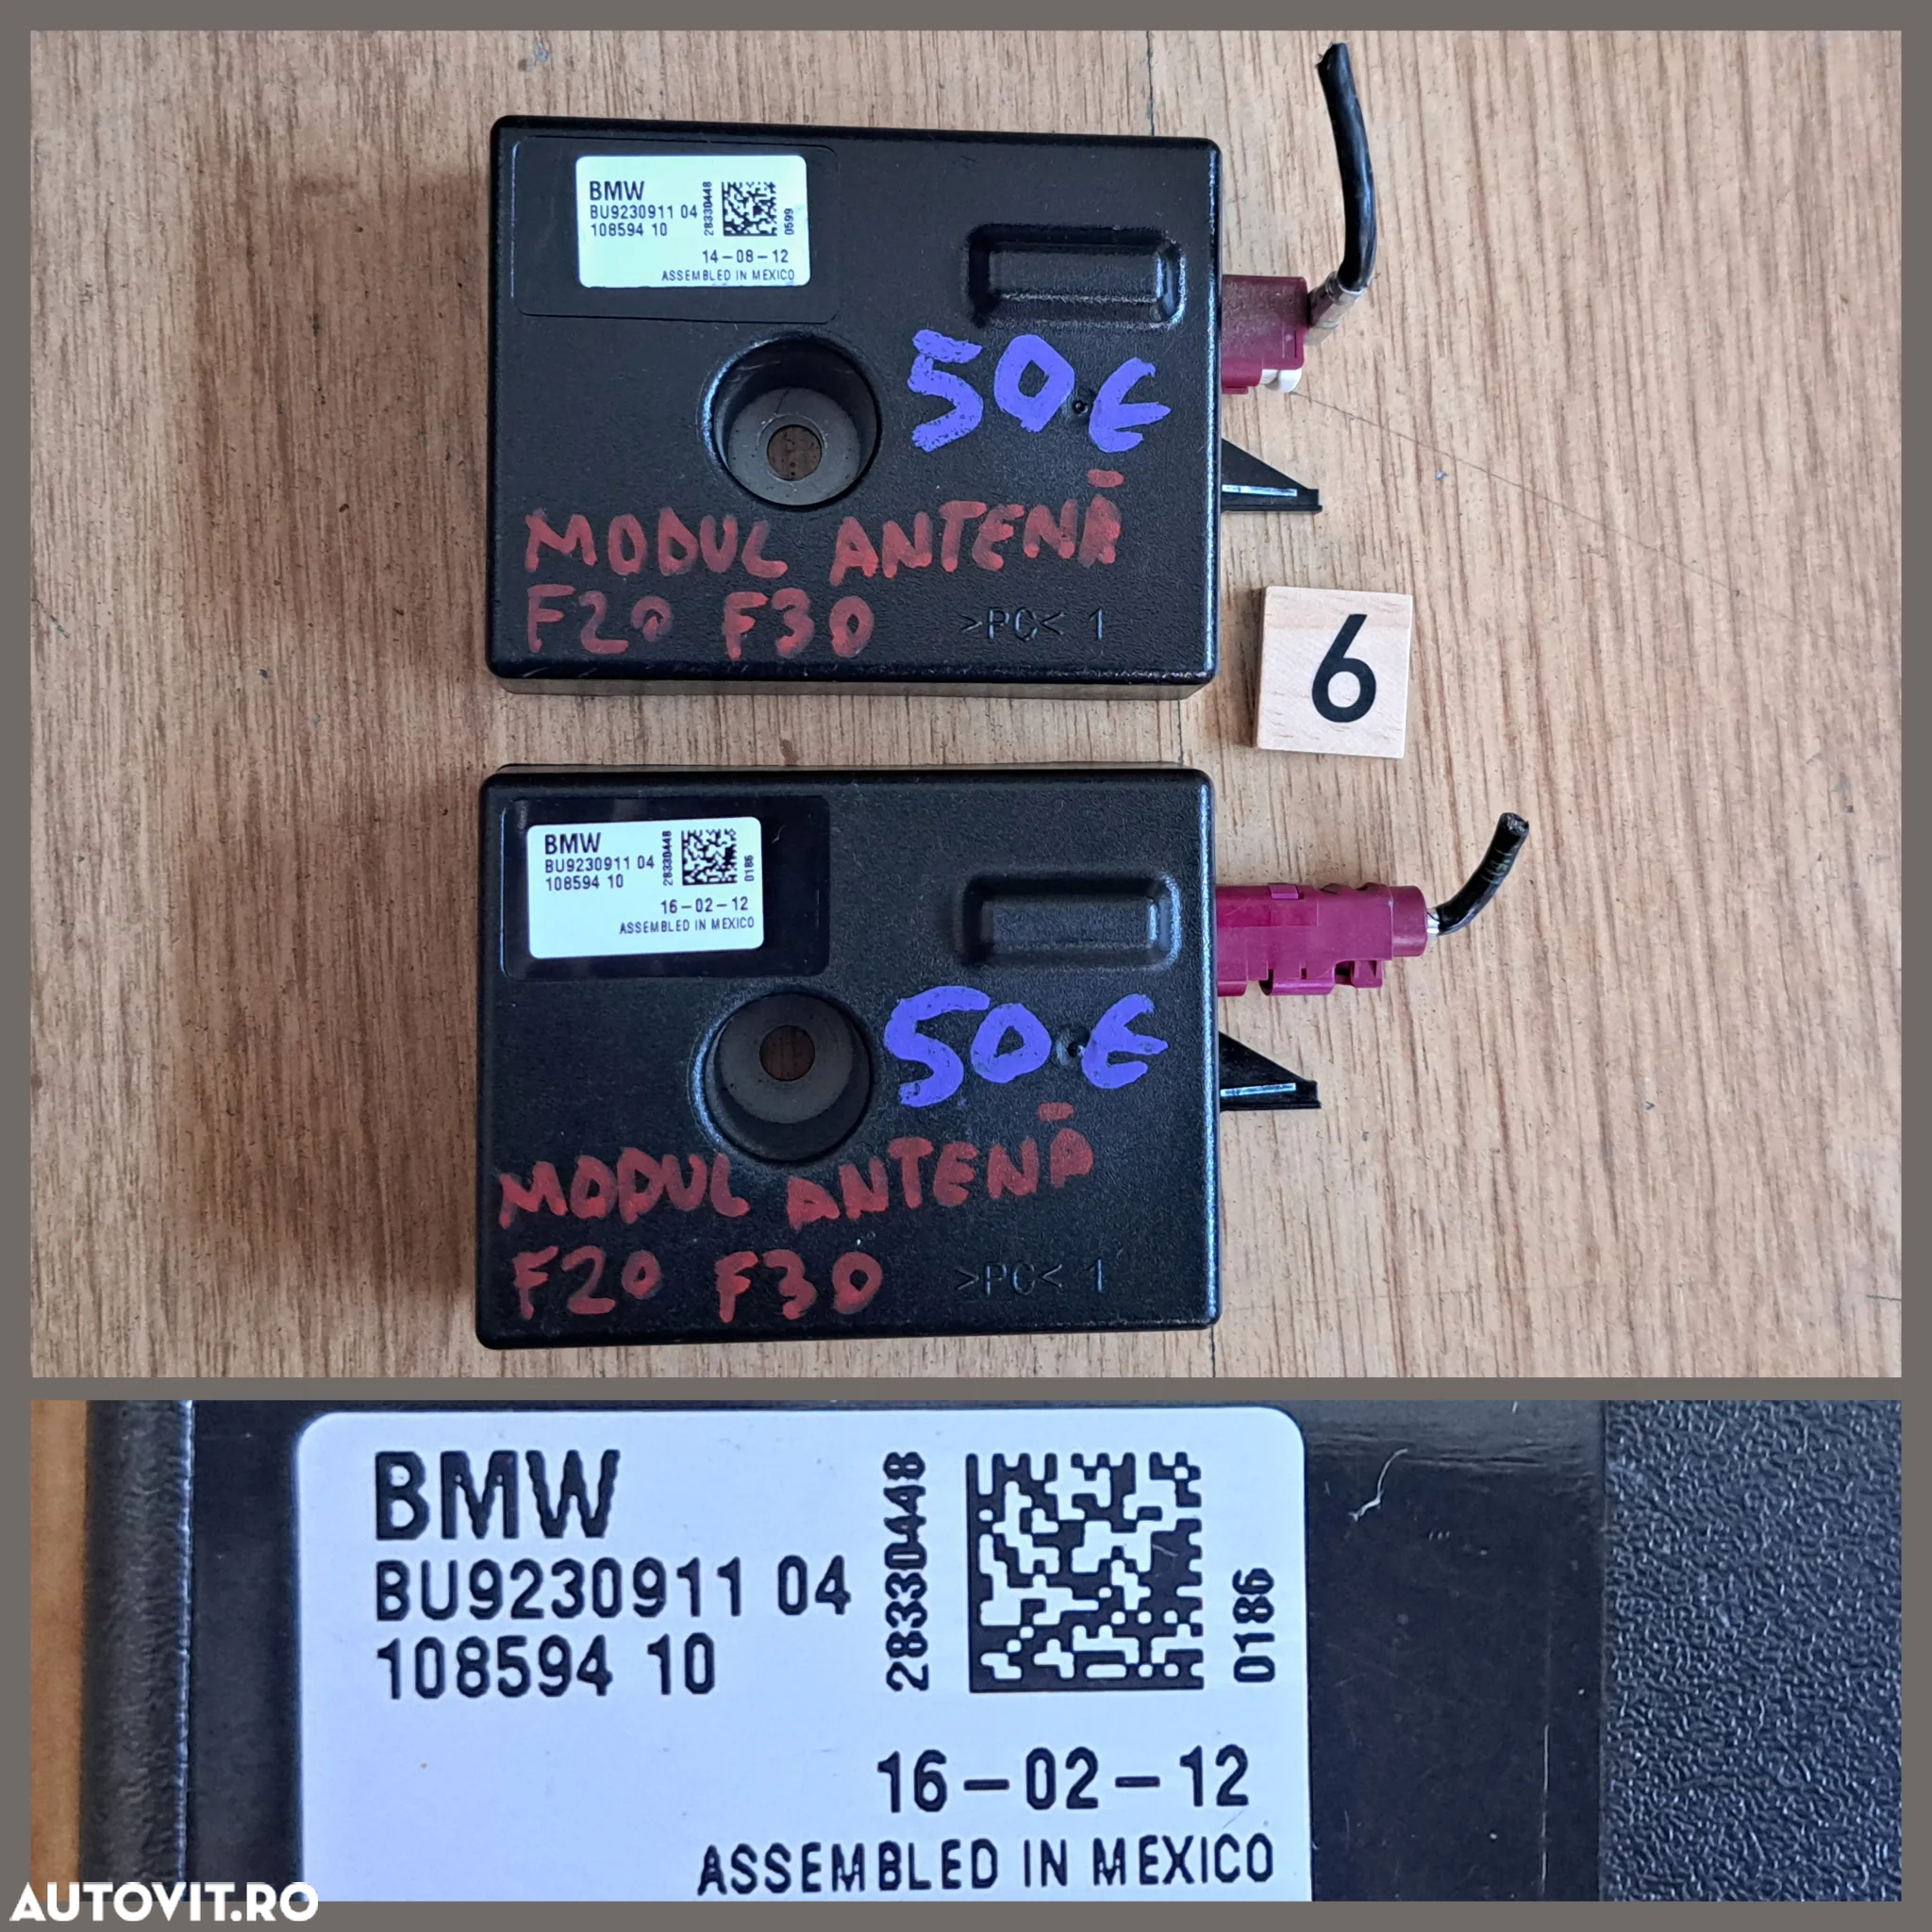 BMW
BU9230911 04
108594 10
28330448
0599
14-08-12
ASSEMBLED IN MEXICO
50€
MODUL ANTENĀ
F20 F30
>PC< 1
6
BMW
BU9230911 04
108594 10
28330448
0186
16-02-12
ASSEMBLED IN MEXICO
50€
MODUL ANTENĀ
F20 F30
>PC< 1
BMW
BU9230911 04
108594 10
28330448
0186
16-02-12
ASSEMBLED IN MEXICO
AUTOVIT.RO